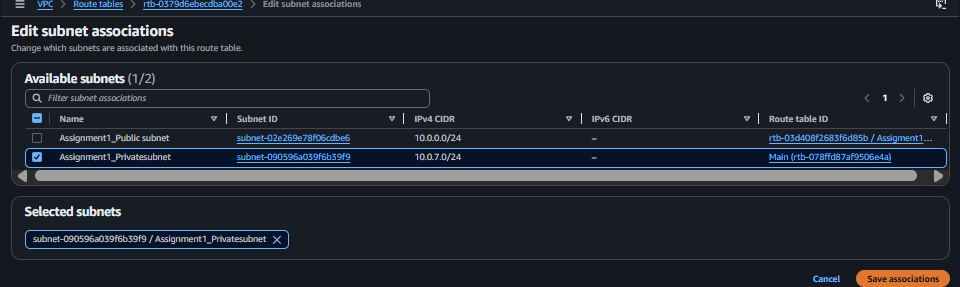 VPC > Route tables > rtb-0379d6ebecdba00e2 > Edit subnet associations
Edit subnet associations
Change which subnets are associated with this route table.
Available subnets (1/2)
Filter subnet associations
1
Name Subnet ID IPv4 CIDR IPv6 CIDR Route table ID
Assignment1_Public subnet subnet-02e269e78f06cdbe6 10.0.0.0/24 – rtb-03d408f2683f6d85b / Assigment1...
Assignment1_Privatesubnet subnet-090596a039f6b39f9 10.0.7.0/24 – Main (rtb-078ffd87af9506e4a)
Selected subnets
subnet-090596a039f6b39f9 / Assignment1_Privatesubnet
Cancel Save associations